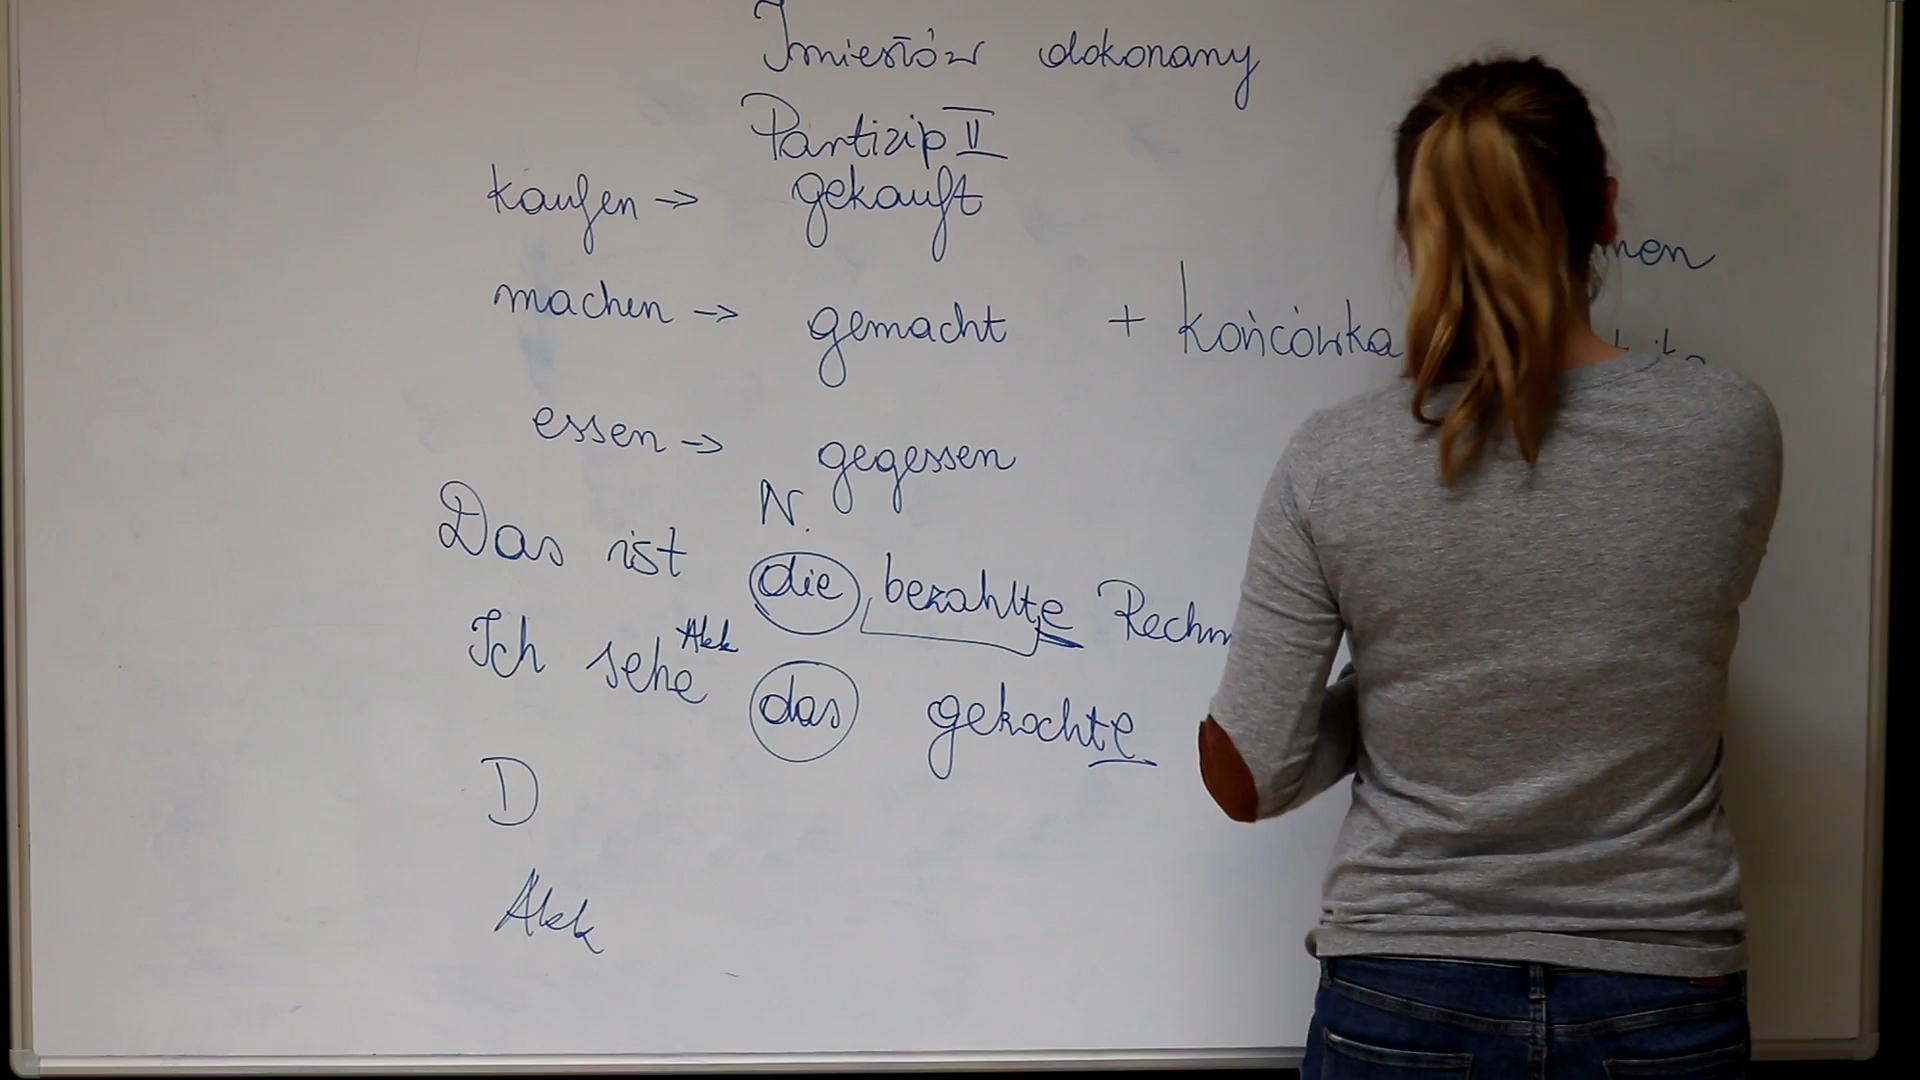 Imiesłów dokonany
Partizip II
kaufen → gekauft
machen → gemacht + końcówka
essen → gegessen
N.
Das ist die bezahlte
Akk
Ich sehe das gekochte
D
Akk